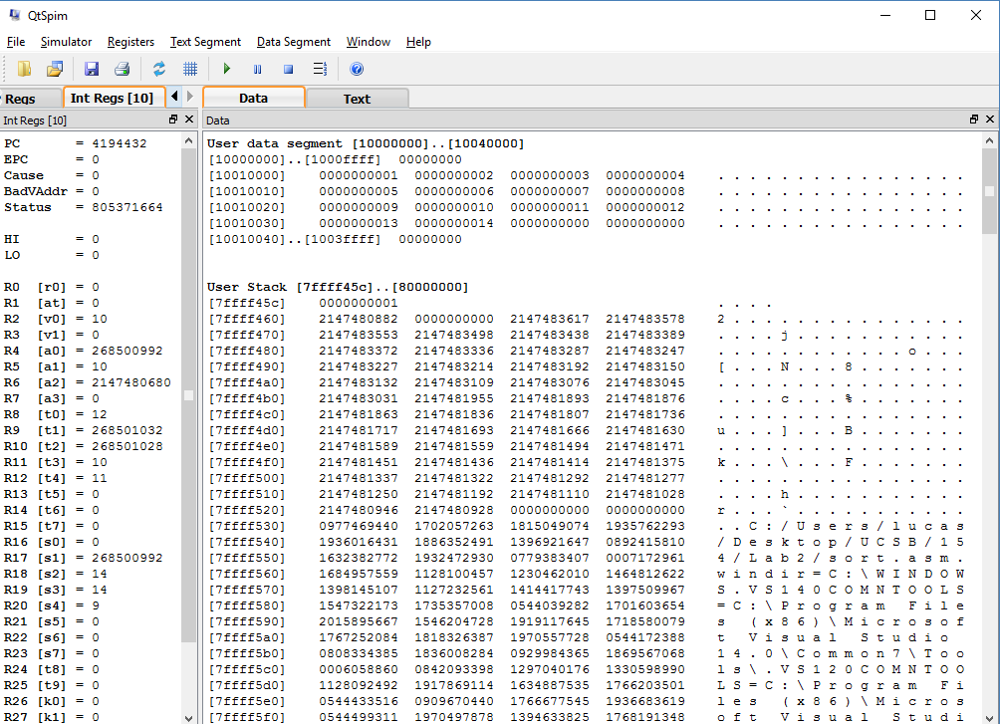 QtSpim
File Simulator Registers Text Segment Data Segment Window Help
Regs Int Regs [10] Data Text
Int Regs [10]
PC = 4194432
EPC = 0
Cause = 0
BadVAddr = 0
Status = 805371664
HI = 0
LO = 0
R0 [r0] = 0
R1 [at] = 0
R2 [v0] = 10
R3 [v1] = 0
R4 [a0] = 268500992
R5 [a1] = 10
R6 [a2] = 2147480680
R7 [a3] = 0
R8 [t0] = 12
R9 [t1] = 268501032
R10 [t2] = 268501028
R11 [t3] = 10
R12 [t4] = 11
R13 [t5] = 0
R14 [t6] = 0
R15 [t7] = 0
R16 [s0] = 0
R17 [s1] = 268500992
R18 [s2] = 14
R19 [s3] = 14
R20 [s4] = 9
R21 [s5] = 0
R22 [s6] = 0
R23 [s7] = 0
R24 [t8] = 0
R25 [t9] = 0
R26 [k0] = 0
R27 [k1] = 0
Data
User data segment [10000000]..[10040000]
[10000000]..[1000ffff] 00000000
[10010000] 0000000001 0000000002 0000000003 0000000004 . . . . . . . . . . . . . . . .
[10010010] 0000000005 0000000006 0000000007 0000000008 . . . . . . . . . . . . . . . .
[10010020] 0000000009 0000000010 0000000011 0000000012 . . . . . . . . . . . . . . . .
[10010030] 0000000013 0000000014 0000000000 0000000000 . . . . . . . . . . . . . . . .
[10010040]..[1003ffff] 00000000
User Stack [7ffff45c]..[80000000]
[7ffff45c] 0000000001 . . . .
[7ffff460] 2147480882 0000000000 2147483617 2147483578 2 . . . . . . . . . . . . . . .
[7ffff470] 2147483553 2147483498 2147483438 2147483389 . . . . j . . . . . . . . . . .
[7ffff480] 2147483372 2147483336 2147483287 2147483247 . . . . . . . . . . . . o . . .
[7ffff490] 2147483227 2147483214 2147483192 2147483150 [ . . . N . . . 8 . . . . . . .
[7ffff4a0] 2147483132 2147483109 2147483076 2147483045 . . . . . . . . . . . . . . . .
[7ffff4b0] 2147483031 2147481955 2147481893 2147481876 . . . . c . . . % . . . . . . .
[7ffff4c0] 2147481863 2147481836 2147481807 2147481736 . . . . . . . . . . . . . . . .
[7ffff4d0] 2147481717 2147481693 2147481666 2147481630 u . . . ] . . . B . . . . . . .
[7ffff4e0] 2147481589 2147481559 2147481494 2147481471 . . . . . . . . . . . . . . . .
[7ffff4f0] 2147481451 2147481436 2147481414 2147481375 k . . . \ . . . F . . . . . . .
[7ffff500] 2147481337 2147481322 2147481292 2147481277 . . . . . . . . . . . . . . . .
[7ffff510] 2147481250 2147481192 2147481110 2147481028 . . . . h . . . . . . . . . . .
[7ffff520] 2147480946 2147480928 0000000000 0000000000 r . . . ` . . . . . . . . . . .
[7ffff530] 0977469440 1702057263 1815049074 1935762293 . . C : / U s e r s / l u c a s
[7ffff540] 1936016431 1886352491 1396921647 0892415810 / D e s k t o p / U C S B / 1 5
[7ffff550] 1632382772 1932472930 0779383407 0007172961 4 / L a b 2 / s o r t . a s m .
[7ffff560] 1684957559 1128100457 1230462010 1464812622 w i n d i r = C : \ W I N D O W
[7ffff570] 1398145107 1127232561 1414417743 1397509967 S . V S 1 4 0 C O M N T O O L S
[7ffff580] 1547322173 1735357008 0544039282 1701603654 = C : \ P r o g r a m F i l e
[7ffff590] 2015895667 1546204728 1919117645 1718580079 s ( x 8 6 ) \ M i c r o s o f
[7ffff5a0] 1767252084 1818326387 1970557728 0544172388 t V i s u a l S t u d i o
[7ffff5b0] 0808334385 1836008284 0929984365 1869567068 1 4 . 0 \ C o m m o n 7 \ T o o
[7ffff5c0] 0006058860 0842093398 1297040176 1330598990 l s \ . V S 1 2 0 C O M N T O O
[7ffff5d0] 1128092492 1917869114 1634887535 1766203501 L S = C : \ P r o g r a m F i
[7ffff5e0] 0544433516 0909670440 1766677545 1936683619 l e s ( x 8 6 ) \ M i c r o s
[7ffff5f0] 0544499311 1970497878 1394633825 1768191348 o f t V i s u a l S t u d i